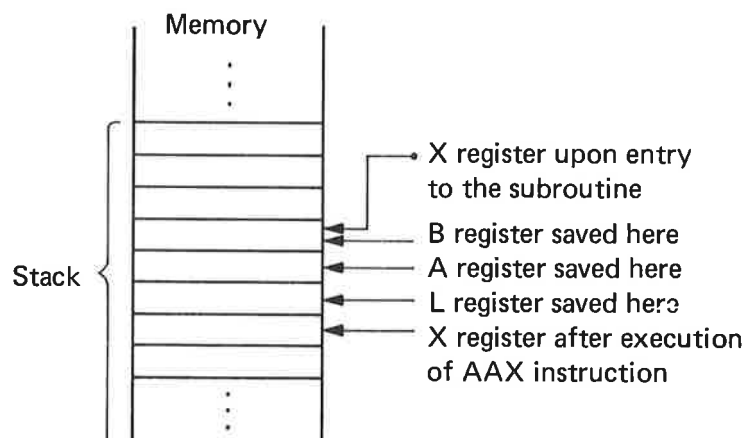 Memory
X register upon entry
to the subroutine
B register saved here
A register saved here
Stack
L register saved here
X register after execution
of AAX instruction